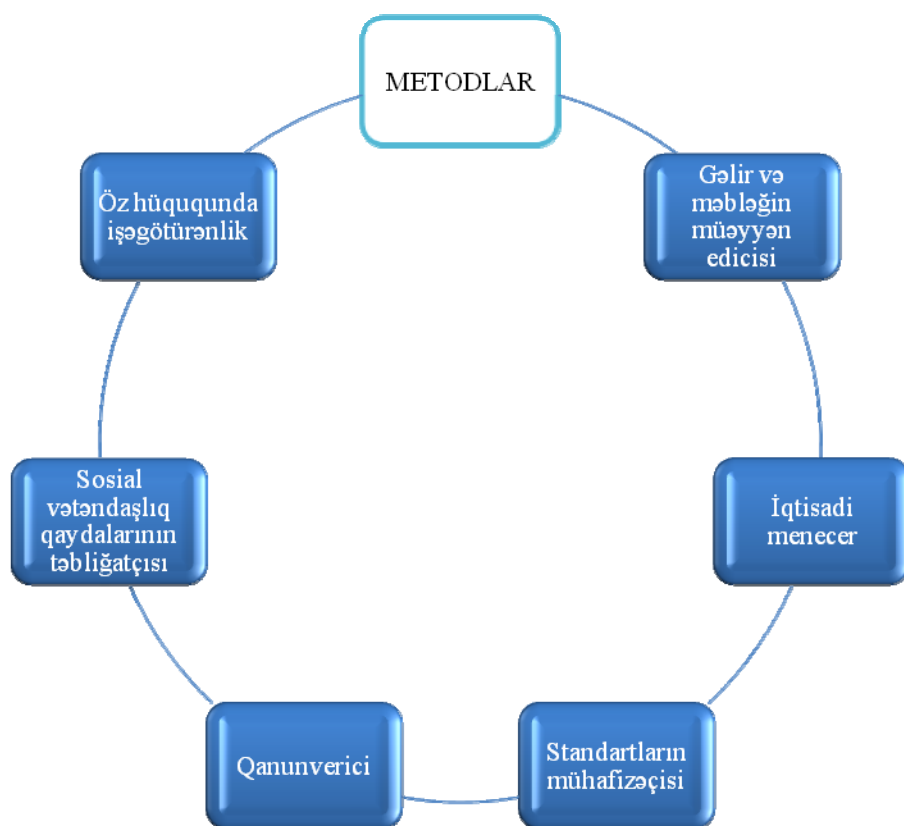 METODLAR
Gəlir və
məbləğin
müəyyən
edicisi
İqtisadi
menecer
Standartların
mühafizəçisi
Qanunverici
Sosial
vətəndaşlıq
qaydalarının
təbliğatçısı
Öz hüququnda
işəgötürənlik